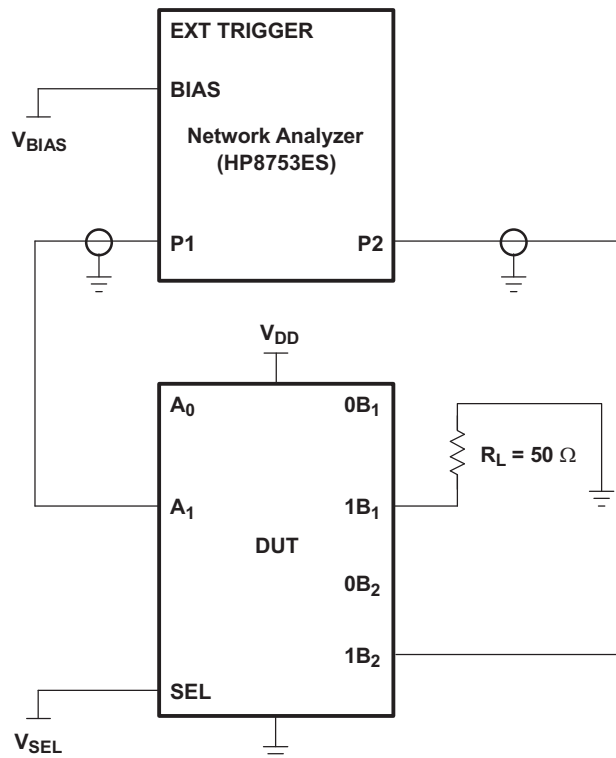 EXT TRIGGER
BIAS
V_BIAS
Network Analyzer
(HP8753ES)
P1
P2
V_DD
A_0
0B_1
R_L = 50 Ω
A_1
1B_1
DUT
0B_2
1B_2
SEL
V_SEL